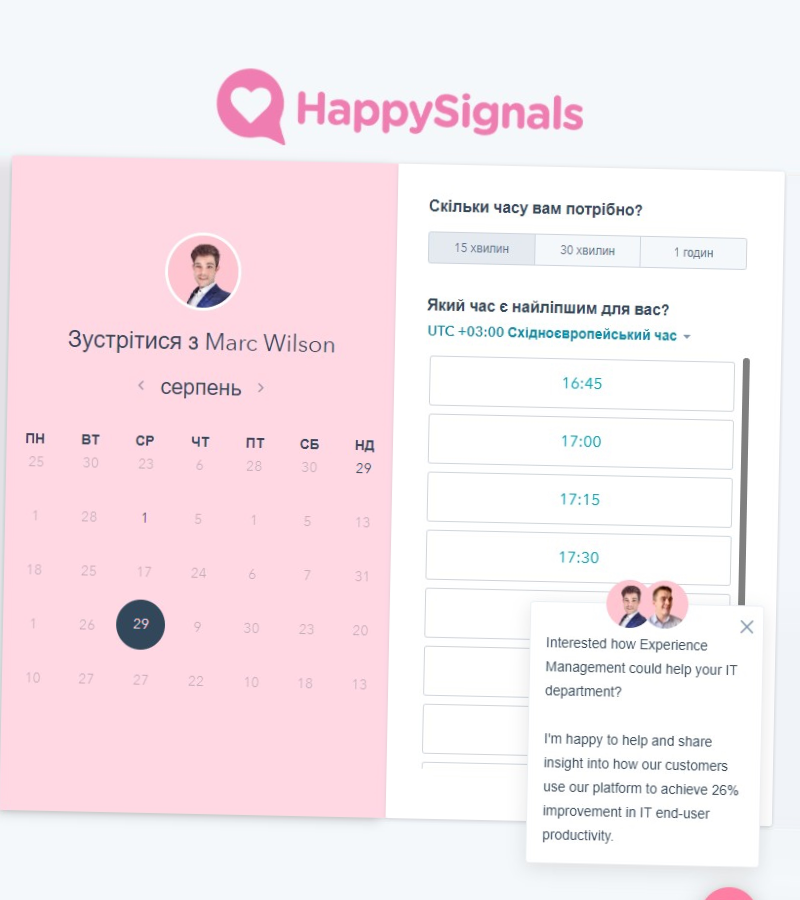 HappySignals
Зустрітися з Marc Wilson
серпень
ПН ВТ СР ЧТ ПТ СБ НД
25 30 23 6 28 30 29
1 28 1 5 1 5 13
18 25 17 24 6 7 31
1 26 29 9 30 23 20
10 27 27 22 10 18 13
Скільки часу вам потрібно?
15 хвилин 30 хвилин 1 годин
Який час є найліпшим для вас?
UTC +03:00 Східноєвропейський час
16:45
17:00
17:15
17:30
Interested how Experience
Management could help your IT
department?
I'm happy to help and share
insight into how our customers
use our platform to achieve 26%
improvement in IT end-user
productivity.